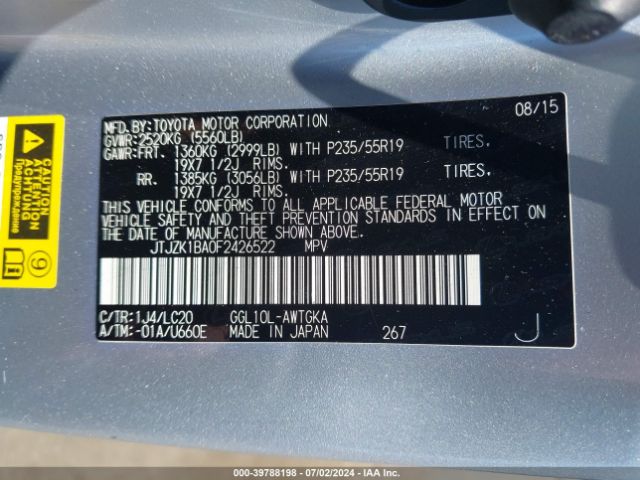 MFD.BY:TOYOTA MOTOR CORPORATION 08/15
GVWR:2520KG (5560LB)
GAWR:FRT. 1360KG (2999LB) WITH P235/55R19 TIRES.
19X7 1/2J RIMS.
RR. 1385KG (3056LB) WITH P235/55R19 TIRES.
19X7 1/2J RIMS.
THIS VEHICLE CONFORMS TO ALL APPLICABLE FEDERAL MOTOR
VEHICLE SAFETY AND THEFT PREVENTION STANDARDS IN EFFECT ON
THE DATE OF MANUFACTURE SHOWN ABOVE.
JTJZK1BA0F2426522 MPV
C/TR:1J4/LC20 GGL10L-AWTGKA
A/TM:-01A/U660E MADE IN JAPAN 267 J
9
000-39788198 - 07/02/2024 - IAAI.com